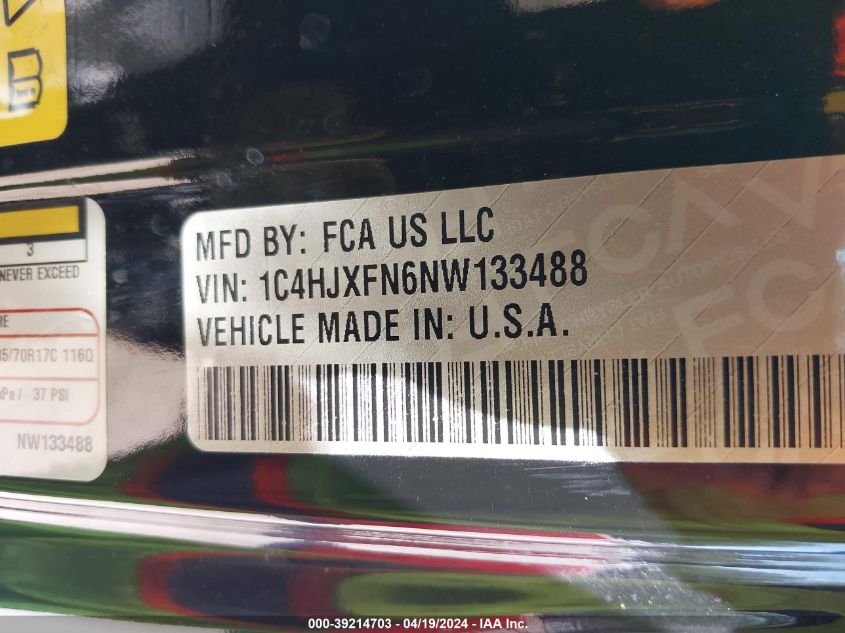 B
3
NEVER EXCEED
RE
35/70R17C 116Q
kPa / 37 PSI
NW133488
MFD BY: FCA US LLC
VIN: 1C4HJXFN6NW133488
VEHICLE MADE IN: U.S.A.
000-39214703 - 04/19/2024 - IAA Inc.